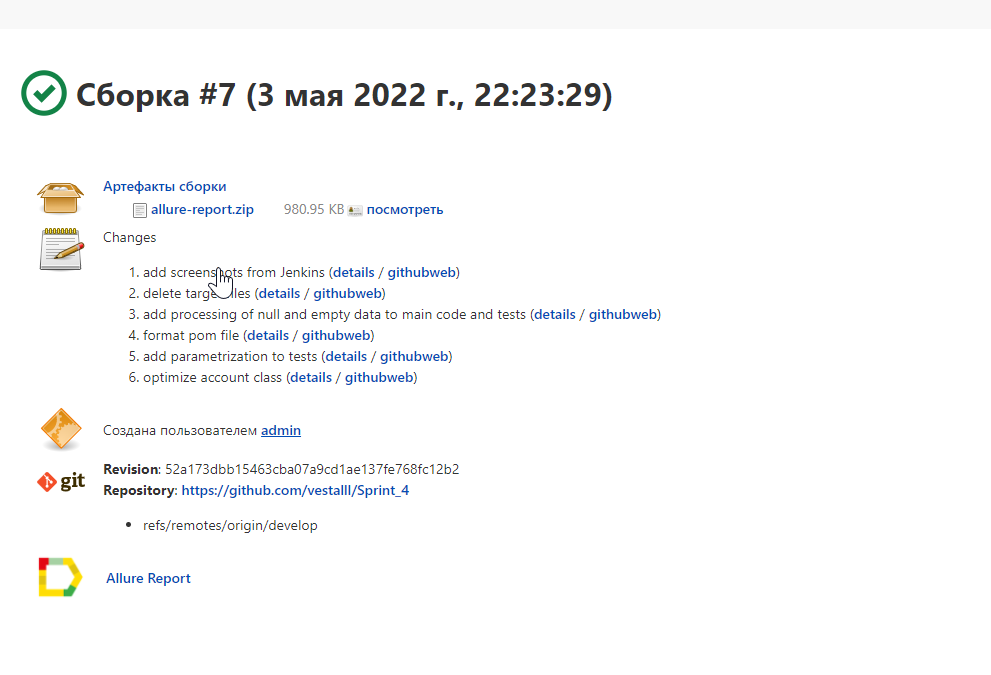 Сборка #7 (3 мая 2022 г., 22:23:29)
Артефакты сборки
allure-report.zip 980.95 KB посмотреть
Changes
1. add screenshots from Jenkins (details / githubweb)
2. delete target files (details / githubweb)
3. add processing of null and empty data to main code and tests (details / githubweb)
4. format pom file (details / githubweb)
5. add parametrization to tests (details / githubweb)
6. optimize account class (details / githubweb)
Создана пользователем admin
git
Revision: 52a173dbb15463cba07a9cd1ae137fe768fc12b2
Repository: https://github.com/vestalll/Sprint_4
• refs/remotes/origin/develop
Allure Report